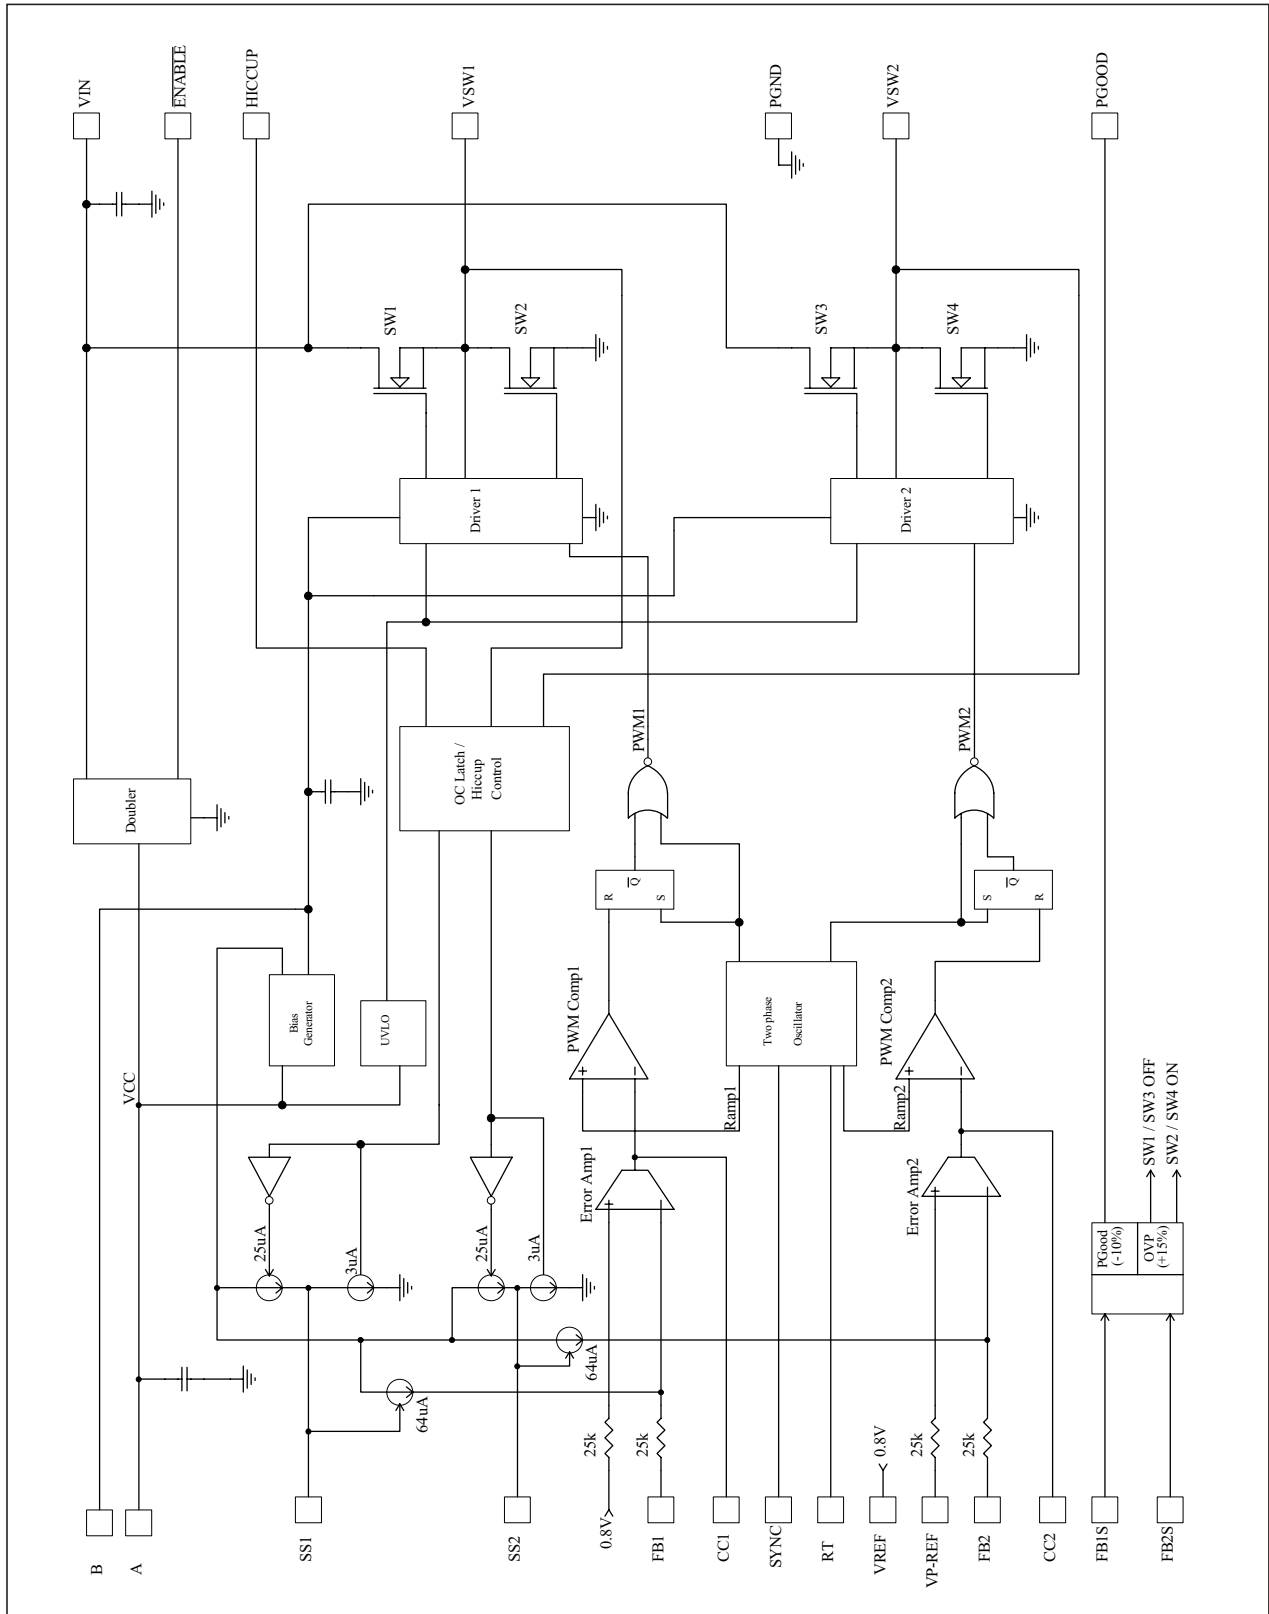 VIN
ENABLE
HICCUP
VSW1
PGND
VSW2
PGOOD
SW1
SW2
SW3
SW4
Driver 1
Driver 2
Doubler
OC Latch /
Hiccup
Control
PWM1
PWM2
R
Q
S
S
Q
R
Bias
Generator
UVLO
VCC
PWM Comp1
+
−
Two phase
Oscillator
PWM Comp2
+
−
Ramp1
Ramp2
SW1 / SW3 OFF
SW2 / SW4 ON
25uA
3uA
25uA
3uA
Error Amp1
+
−
Error Amp2
+
−
PGood
(-10%)
OVP
(+15%)
64uA
64uA
25k
25k
0.8V
25k
25k
0.8V
B
A
SS1
SS2
FB1
CC1
SYNC
RT
VREF
VP-REF
FB2
CC2
FB1S
FB2S